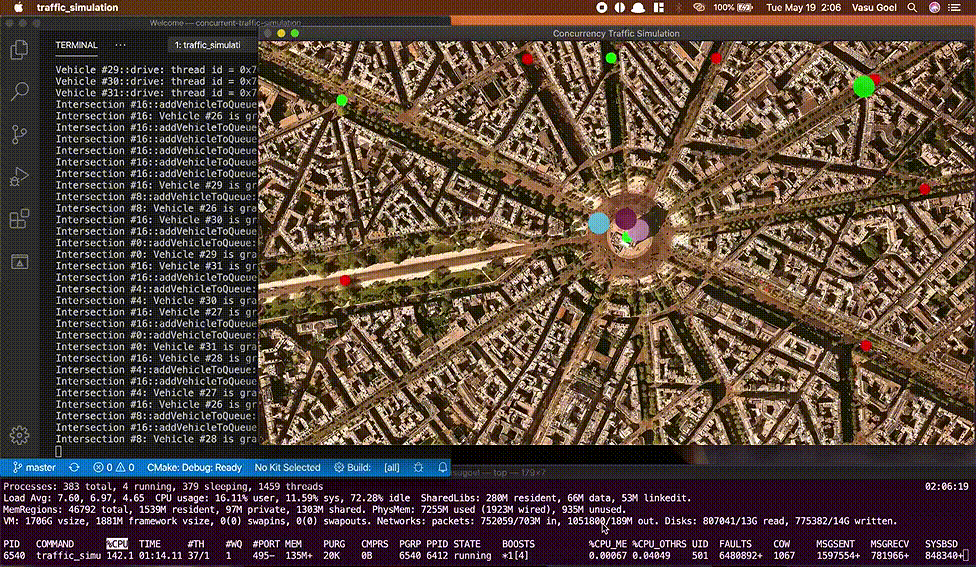 traffic_simulation
100%
Tue May 19 2:06
Vasu Goel
Welcome — concurrent-traffic-simulation
TERMINAL
...
1: traffic_simulati
Vehicle #29::drive: thread id = 0x7
Vehicle #30::drive: thread id = 0x7
Vehicle #31::drive: thread id = 0x7
Intersection #16::addVehicleToQueue:
Intersection #16: Vehicle #26 is gra
Intersection #16::addVehicleToQueue:
Intersection #16::addVehicleToQueue:
Intersection #16::addVehicleToQueue:
Intersection #16::addVehicleToQueue:
Intersection #16::addVehicleToQueue:
Intersection #16: Vehicle #29 is gra
Intersection #8::addVehicleToQueue:
Intersection #8: Vehicle #26 is gra
Intersection #16: Vehicle #30 is gra
Intersection #16::addVehicleToQueue:
Intersection #0::addVehicleToQueue:
Intersection #0: Vehicle #29 is gra
Intersection #16: Vehicle #31 is gra
Intersection #16::addVehicleToQueue:
Intersection #4::addVehicleToQueue:
Intersection #4: Vehicle #30 is gra
Intersection #16: Vehicle #27 is gra
Intersection #16::addVehicleToQueue:
Intersection #0::addVehicleToQueue:
Intersection #0: Vehicle #31 is gra
Intersection #16: Vehicle #28 is gra
Intersection #4::addVehicleToQueue:
Intersection #16::addVehicleToQueue:
Intersection #4: Vehicle #27 is gra
Intersection #16: Vehicle #26 is gra
Intersection #8::addVehicleToQueue:
Intersection #16::addVehicleToQueue:
Intersection #8: Vehicle #28 is gra
Concurrency Traffic Simulation
master
0
0
CMake: Debug: Ready
No Kit Selected
Build:
[all]
vasugoel — top — 179×7
Processes: 383 total, 4 running, 379 sleeping, 1459 threads 02:06:19
Load Avg: 7.60, 6.97, 4.65 CPU usage: 16.11% user, 11.59% sys, 72.28% idle SharedLibs: 280M resident, 66M data, 53M linkedit.
MemRegions: 46792 total, 1539M resident, 97M private, 1303M shared. PhysMem: 7255M used (1923M wired), 935M unused.
VM: 1706G vsize, 1881M framework vsize, 0(0) swapins, 0(0) swapouts. Networks: packets: 752059/703M in, 1051800/189M out. Disks: 807041/13G read, 775382/14G written.
PID COMMAND %CPU TIME #TH #WQ #PORT MEM PURG CMPRS PGRP PPID STATE BOOSTS %CPU_ME %CPU_OTHRS UID FAULTS COW MSGSENT MSGRECV SYSBSD
6540 traffic_simu 142.1 01:14.11 37/1 1 495- 135M+ 20K 0B 6540 6412 running *1[4] 0.00067 0.04049 501 6480892+ 1067 1597554+ 781966+ 848340+